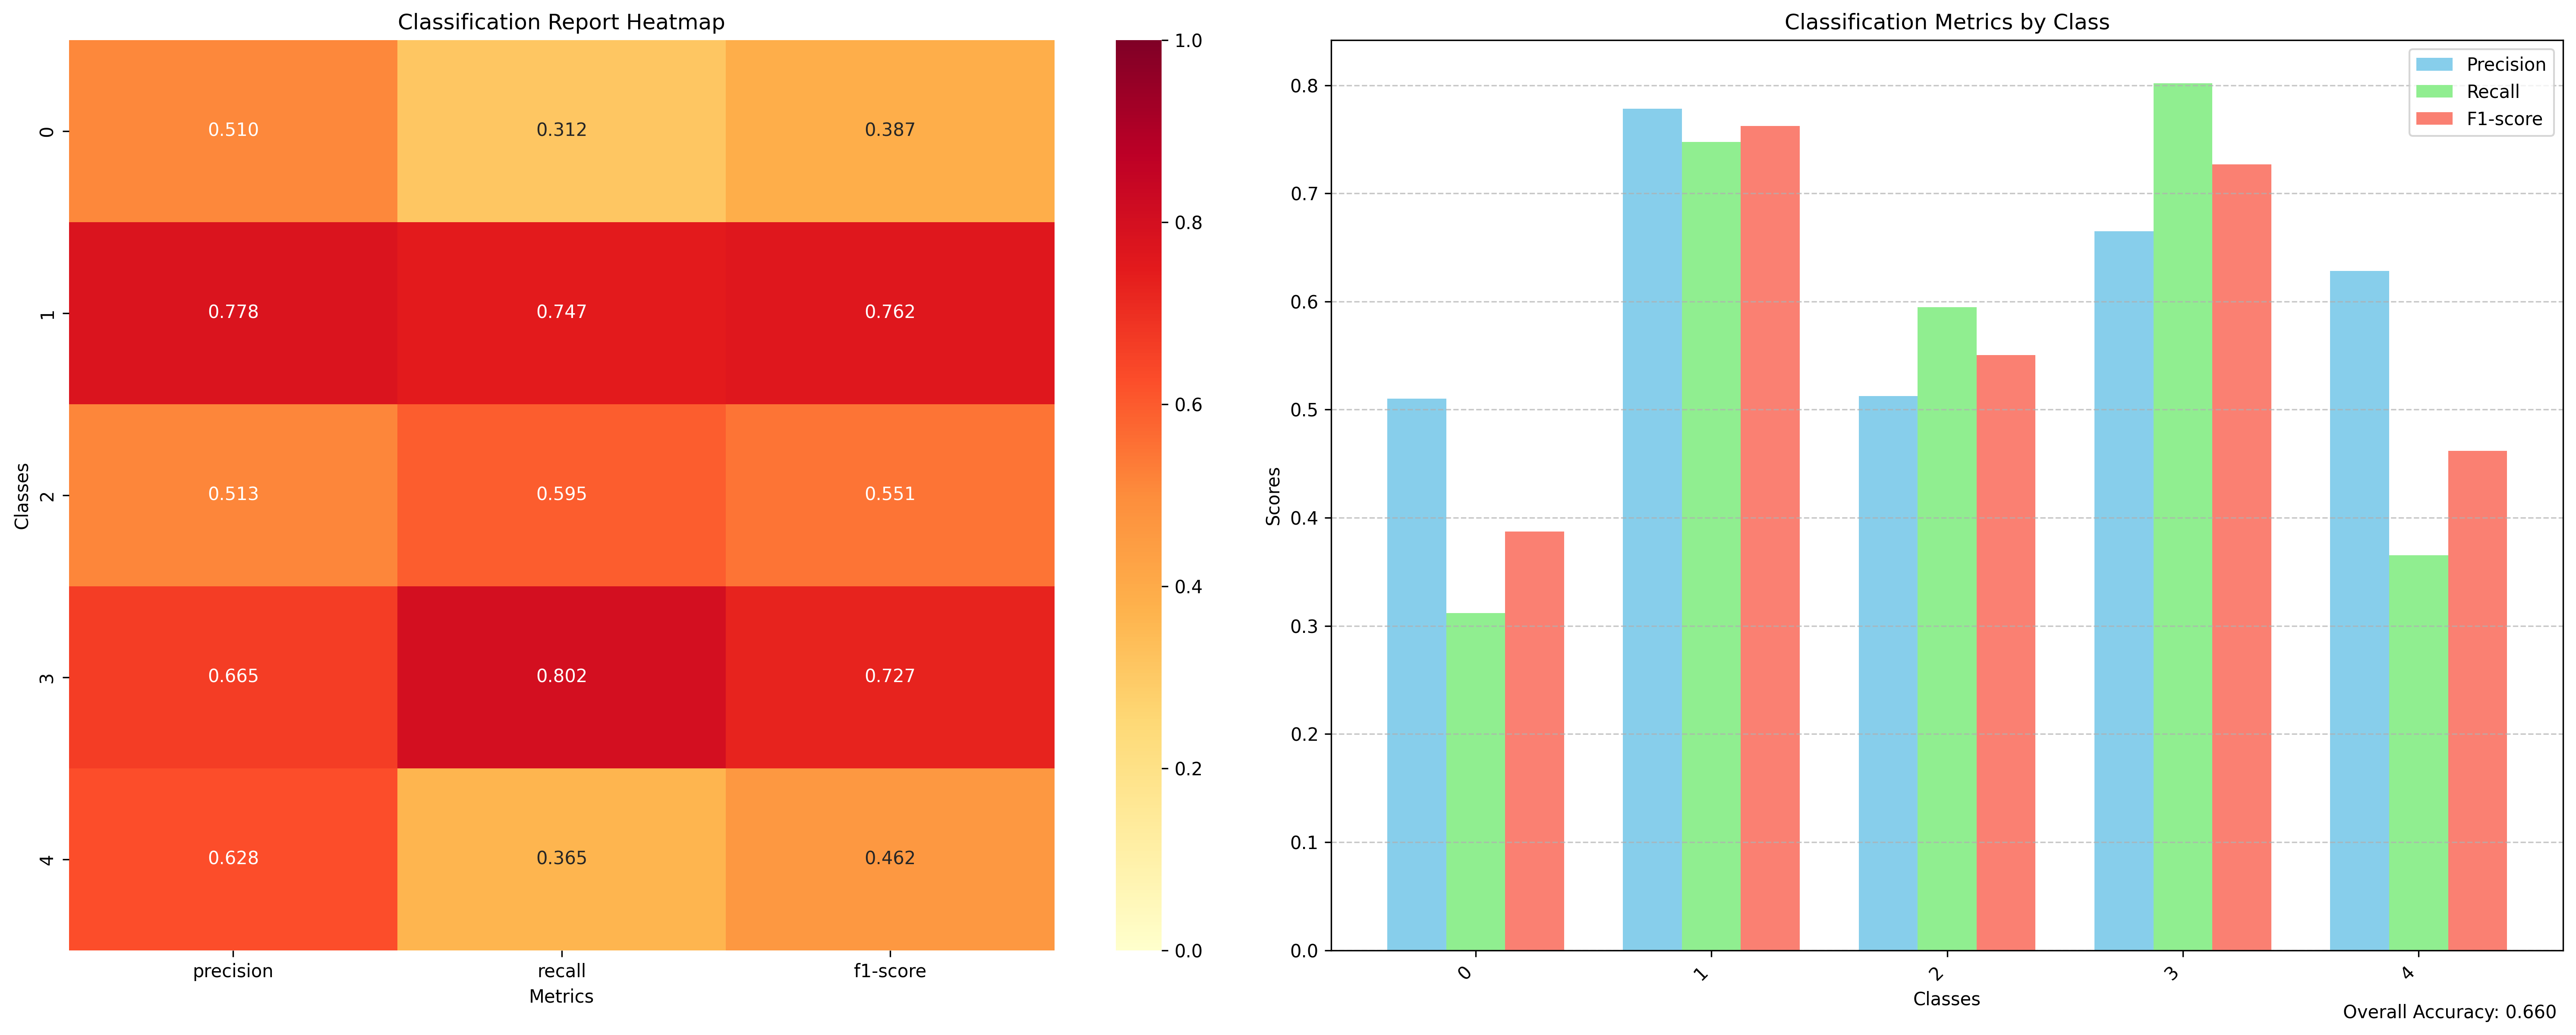 Classification Report Heatmap
Classes
0
0.510 0.312 0.387
1
0.778 0.747 0.762
2
0.513 0.595 0.551
3
0.665 0.802 0.727
4
0.628 0.365 0.462
precision recall f1-score
Metrics
1.0
0.8
0.6
0.4
0.2
0.0
Classification Metrics by Class
Precision
Recall
F1-score
Scores
0.8
0.7
0.6
0.5
0.4
0.3
0.2
0.1
0.0
0 1 2 3 4
Classes
Overall Accuracy: 0.660